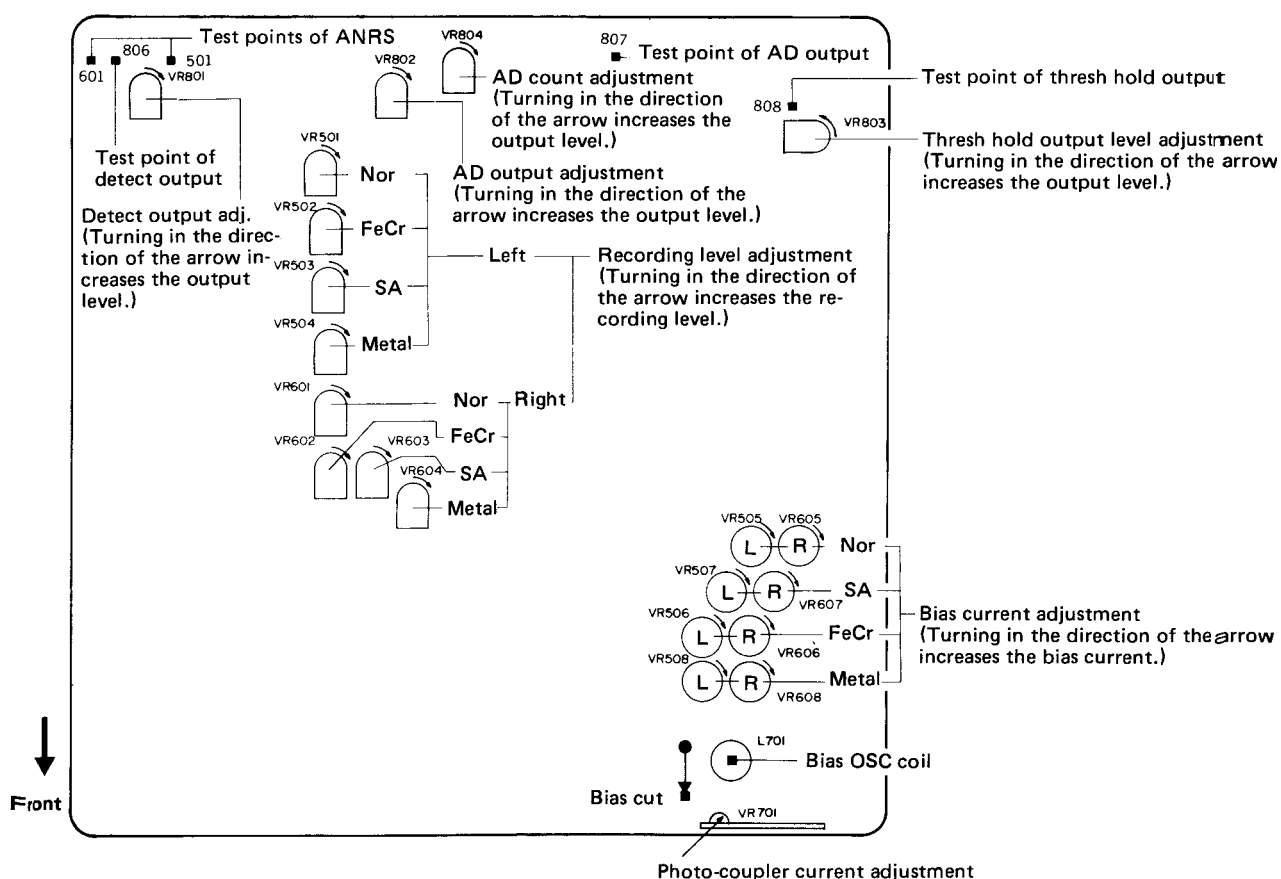 Test points of ANRS
601
806
501
VR801
VR802
VR804
807
Test point of AD output
AD count adjustment
(Turning in the direction
of the arrow increases the
output level.)
Test point of thresh hold output
808
VR803
Thresh hold output level adjustment
(Turning in the direction of the arrow
increases the output level.)
Test point of
detect output
AD output adjustment
(Turning in the direction of the
arrow increases the output level.)
Detect output adj.
(Turning in the direc-
tion of the arrow in-
creases the output
level.)
VR501
Nor
VR502
FeCr
VR503
SA
VR504
Metal
Left
Recording level adjustment
(Turning in the direction of
the arrow increases the re-
cording level.)
VR601
Nor
Right
VR602
FeCr
VR603
SA
VR604
Metal
VR505
VR605
L
R
Nor
VR507
L
R
VR607
SA
VR506
L
R
VR606
FeCr
VR508
L
R
VR608
Metal
Bias current adjustment
(Turning in the direction of the arrow
increases the bias current.)
Front
L701
Bias OSC coil
Bias cut
VR701
Photo-coupler current adjustment